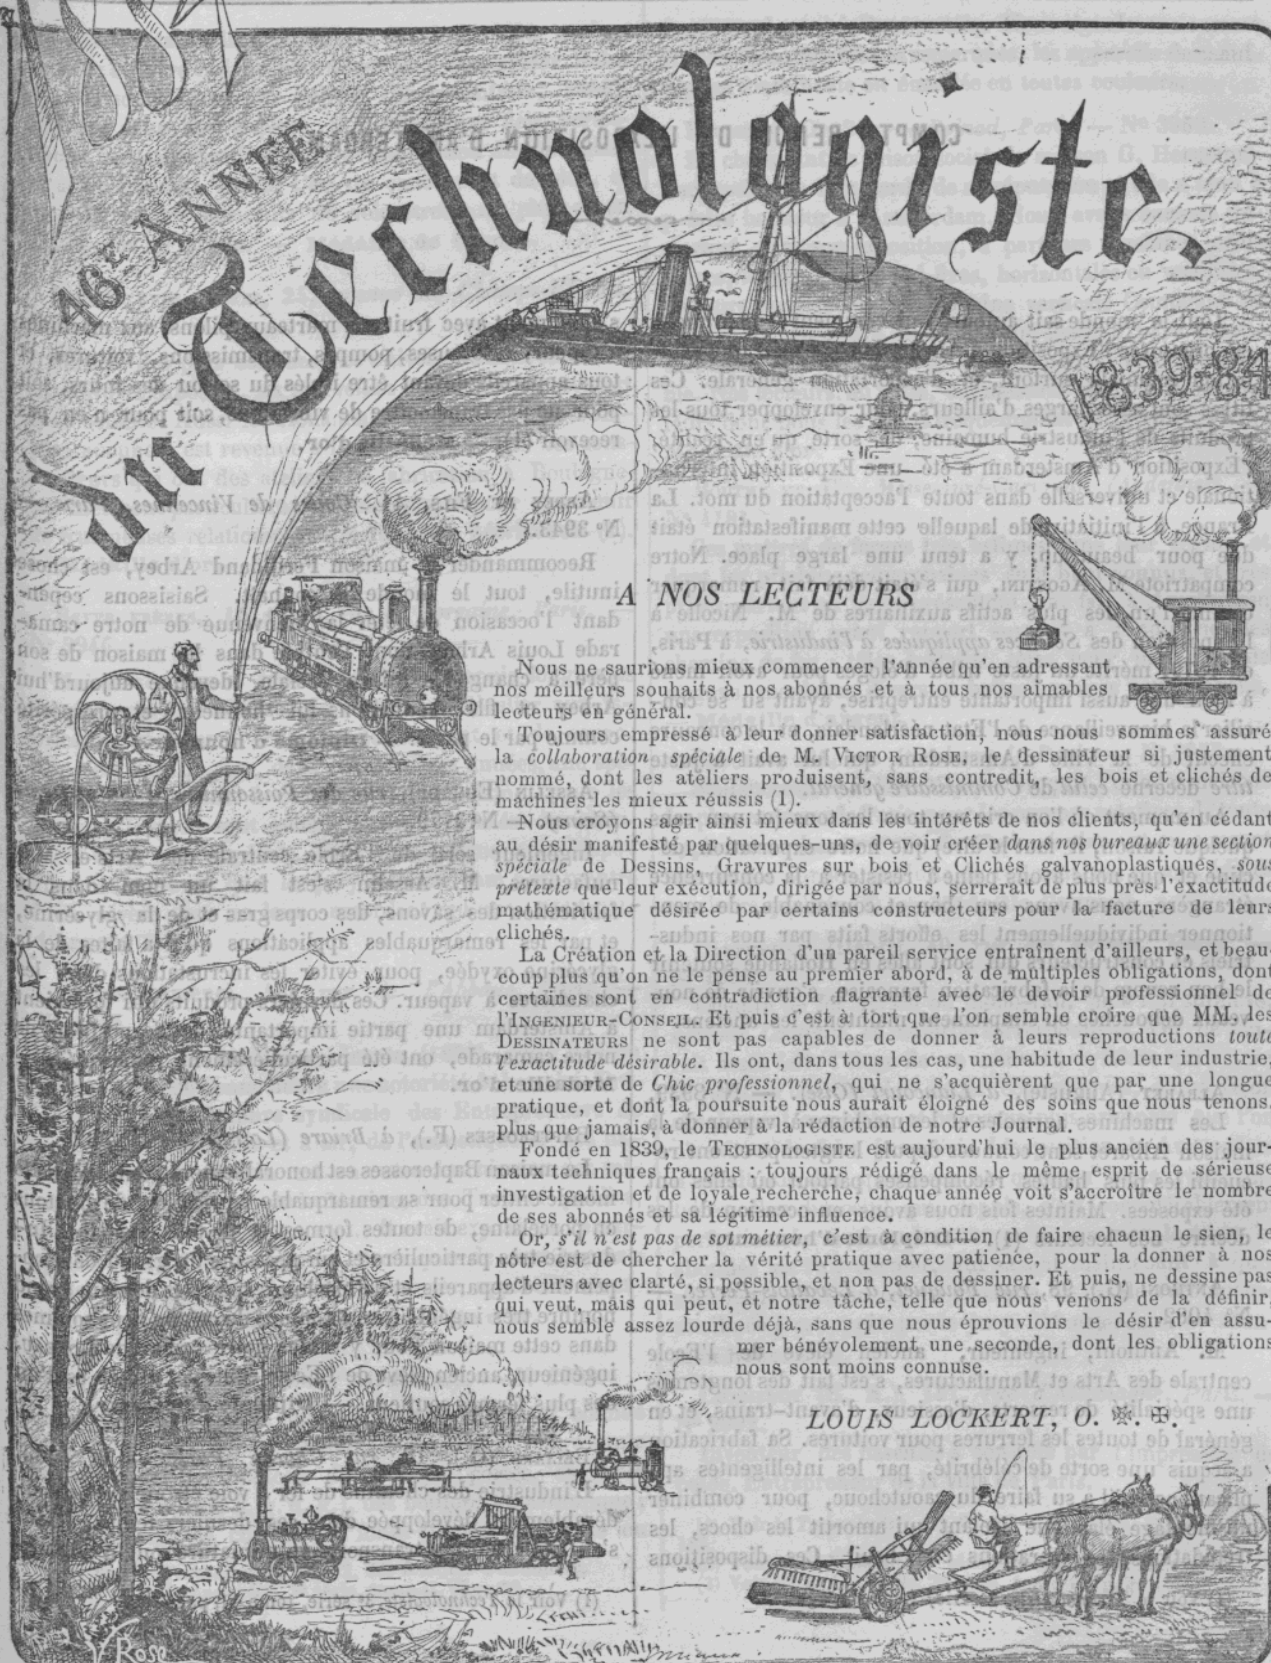 1884
46E ANNÉE
du Technologiste.
1839-84
A NOS LECTEURS
Nous ne saurions mieux commencer l'année qu'en adressant
nos meilleurs souhaits à nos abonnés et à tous nos aimables
lecteurs en général.
Toujours empressé à leur donner satisfaction, nous nous sommes assuré
la collaboration spéciale de M. VICTOR ROSE, le dessinateur si justement
nommé, dont les ateliers produisent, sans contredit, les bois et clichés de
machines les mieux réussis (1).
Nous croyons agir ainsi mieux dans les intérêts de nos clients, qu'en cédant
au désir manifesté par quelques-uns, de voir créer dans nos bureaux une section
spéciale de Dessins, Gravures sur bois et Clichés galvanoplastiques, sous
prétexte que leur exécution, dirigée par nous, serrerait de plus près l'exactitude
mathématique désirée par certains constructeurs pour la facture de leurs
clichés.
La Création et la Direction d'un pareil service entraînent d'ailleurs, et beau-
coup plus qu'on ne le pense au premier abord, à de multiples obligations, dont
certaines sont en contradiction flagrante avec le devoir professionnel de
l'INGENIEUR-CONSEIL. Et puis c'est à tort que l'on semble croire que MM, les
DESSINATEURS ne sont pas capables de donner à leurs reproductions toute
l'exactitude désirable. Ils ont, dans tous les cas, une habitude de leur industrie,
et une sorte de Chic professionnel, qui ne s'acquièrent que par une longue
pratique, et dont la poursuite nous aurait éloigné des soins que nous tenons,
plus que jamais, à donner à la rédaction de notre Journal.
Fondé en 1839, le TECHNOLOGISTE est aujourd'hui le plus ancien des jour-
naux techniques français : toujours rédigé dans le même esprit de sérieuse
investigation et de loyale recherche, chaque année voit s'accroître le nombre
de ses abonnés et sa légitime influence.
Or, s'il n'est pas de sot métier, c'est à condition de faire chacun le sien, le
nôtre est de chercher la vérité pratique avec patience, pour la donner à nos
lecteurs avec clarté, si possible, et non pas de dessiner. Et puis, ne dessine pas
qui veut, mais qui peut, et notre tâche, telle que nous venons de la définir,
nous semble assez lourde déjà, sans que nous éprouvions le désir d'en assu-
mer bénévolement une seconde, dont les obligations
nous sont moins connuse.
LOUIS LOCKERT, O. ※. ✠.
V Rose